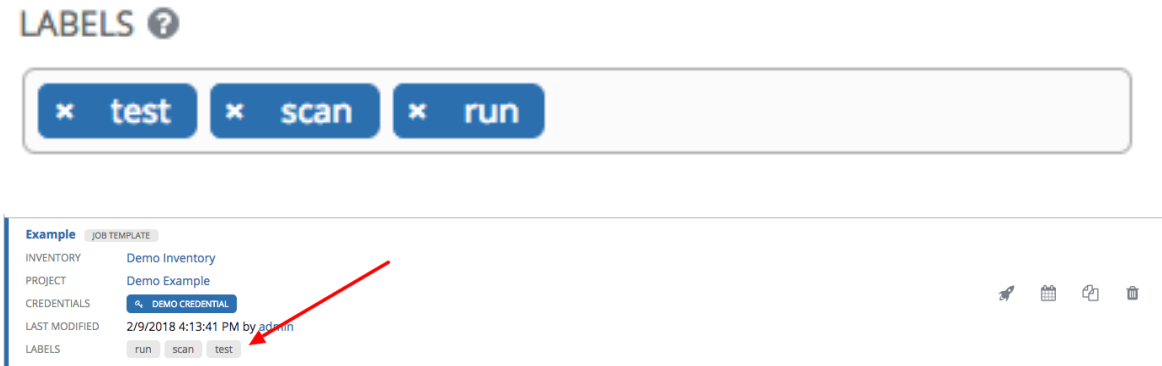 LABELS ?
× test × scan × run
Example JOB TEMPLATE
INVENTORY Demo Inventory
PROJECT Demo Example
CREDENTIALS DEMO CREDENTIAL
LAST MODIFIED 2/9/2018 4:13:41 PM by admin
LABELS run scan test